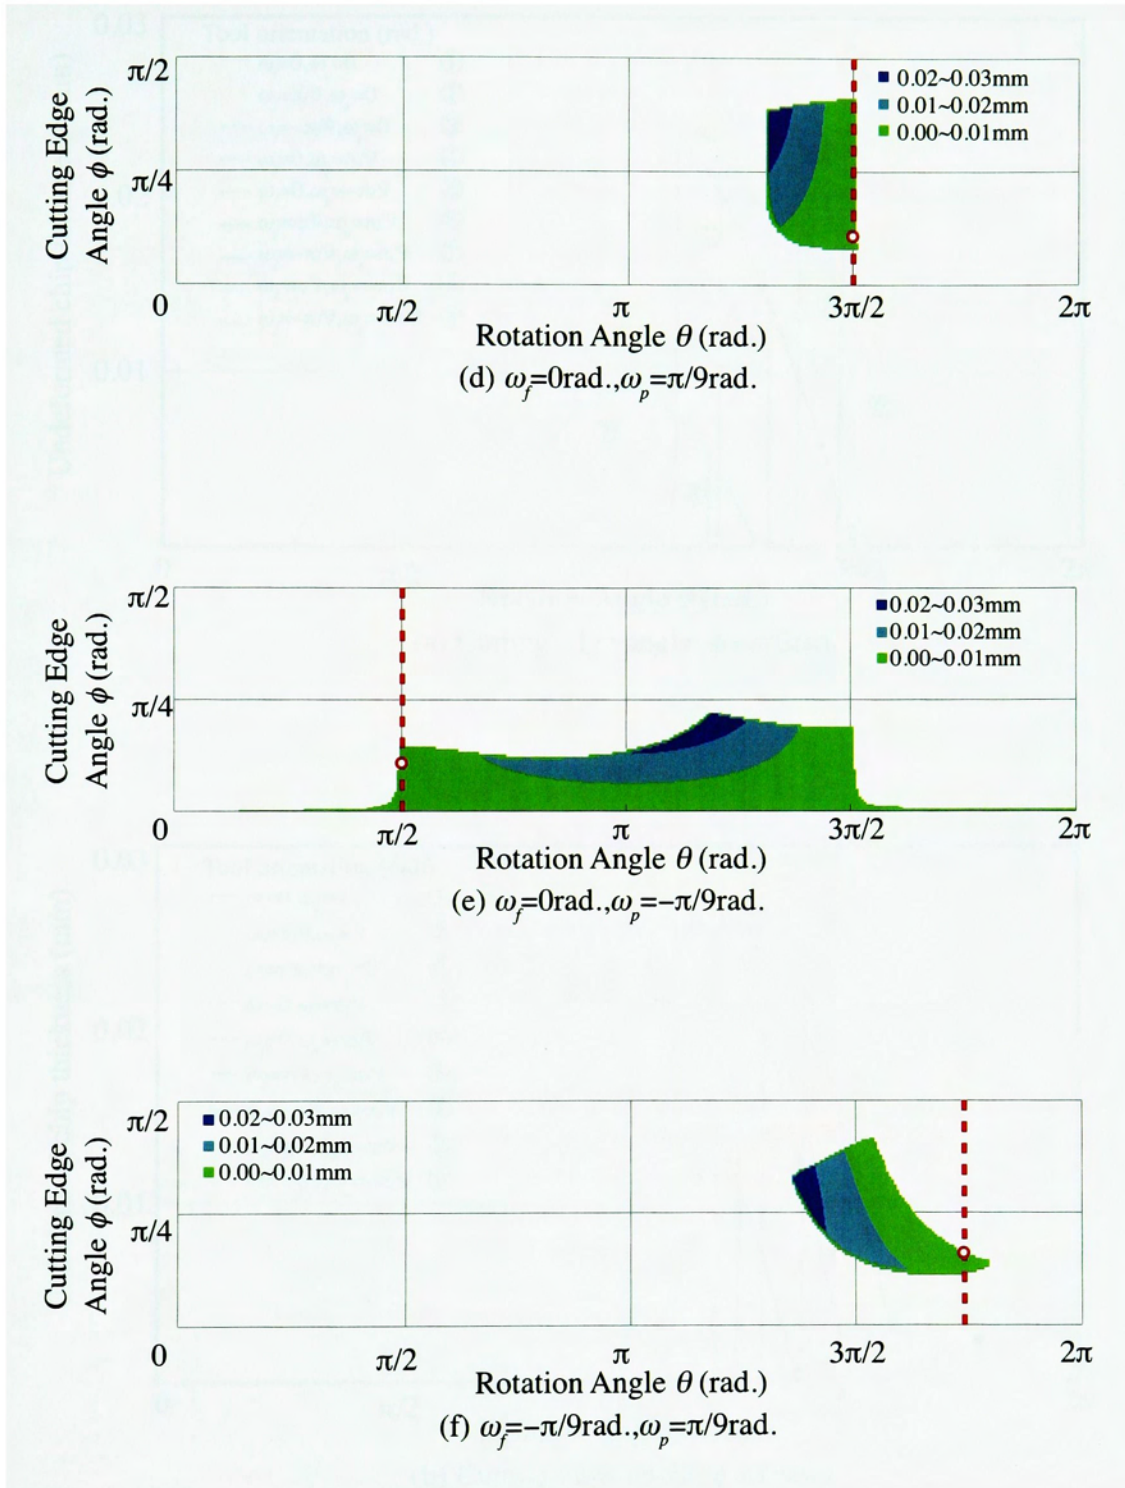 π/2
0.02~0.03mm
0.01~0.02mm
0.00~0.01mm
Cutting Edge
Angle ϕ (rad.)
π/4
0
π/2
π
3π/2
2π
Rotation Angle θ (rad.)
(d) ω_f=0rad.,ω_p=π/9rad.
π/2
0.02~0.03mm
0.01~0.02mm
0.00~0.01mm
Cutting Edge
Angle ϕ (rad.)
π/4
0
π/2
π
3π/2
2π
Rotation Angle θ (rad.)
(e) ω_f=0rad.,ω_p=−π/9rad.
π/2
0.02~0.03mm
0.01~0.02mm
0.00~0.01mm
Cutting Edge
Angle ϕ (rad.)
π/4
0
π/2
π
3π/2
2π
Rotation Angle θ (rad.)
(f) ω_f=−π/9rad.,ω_p=π/9rad.